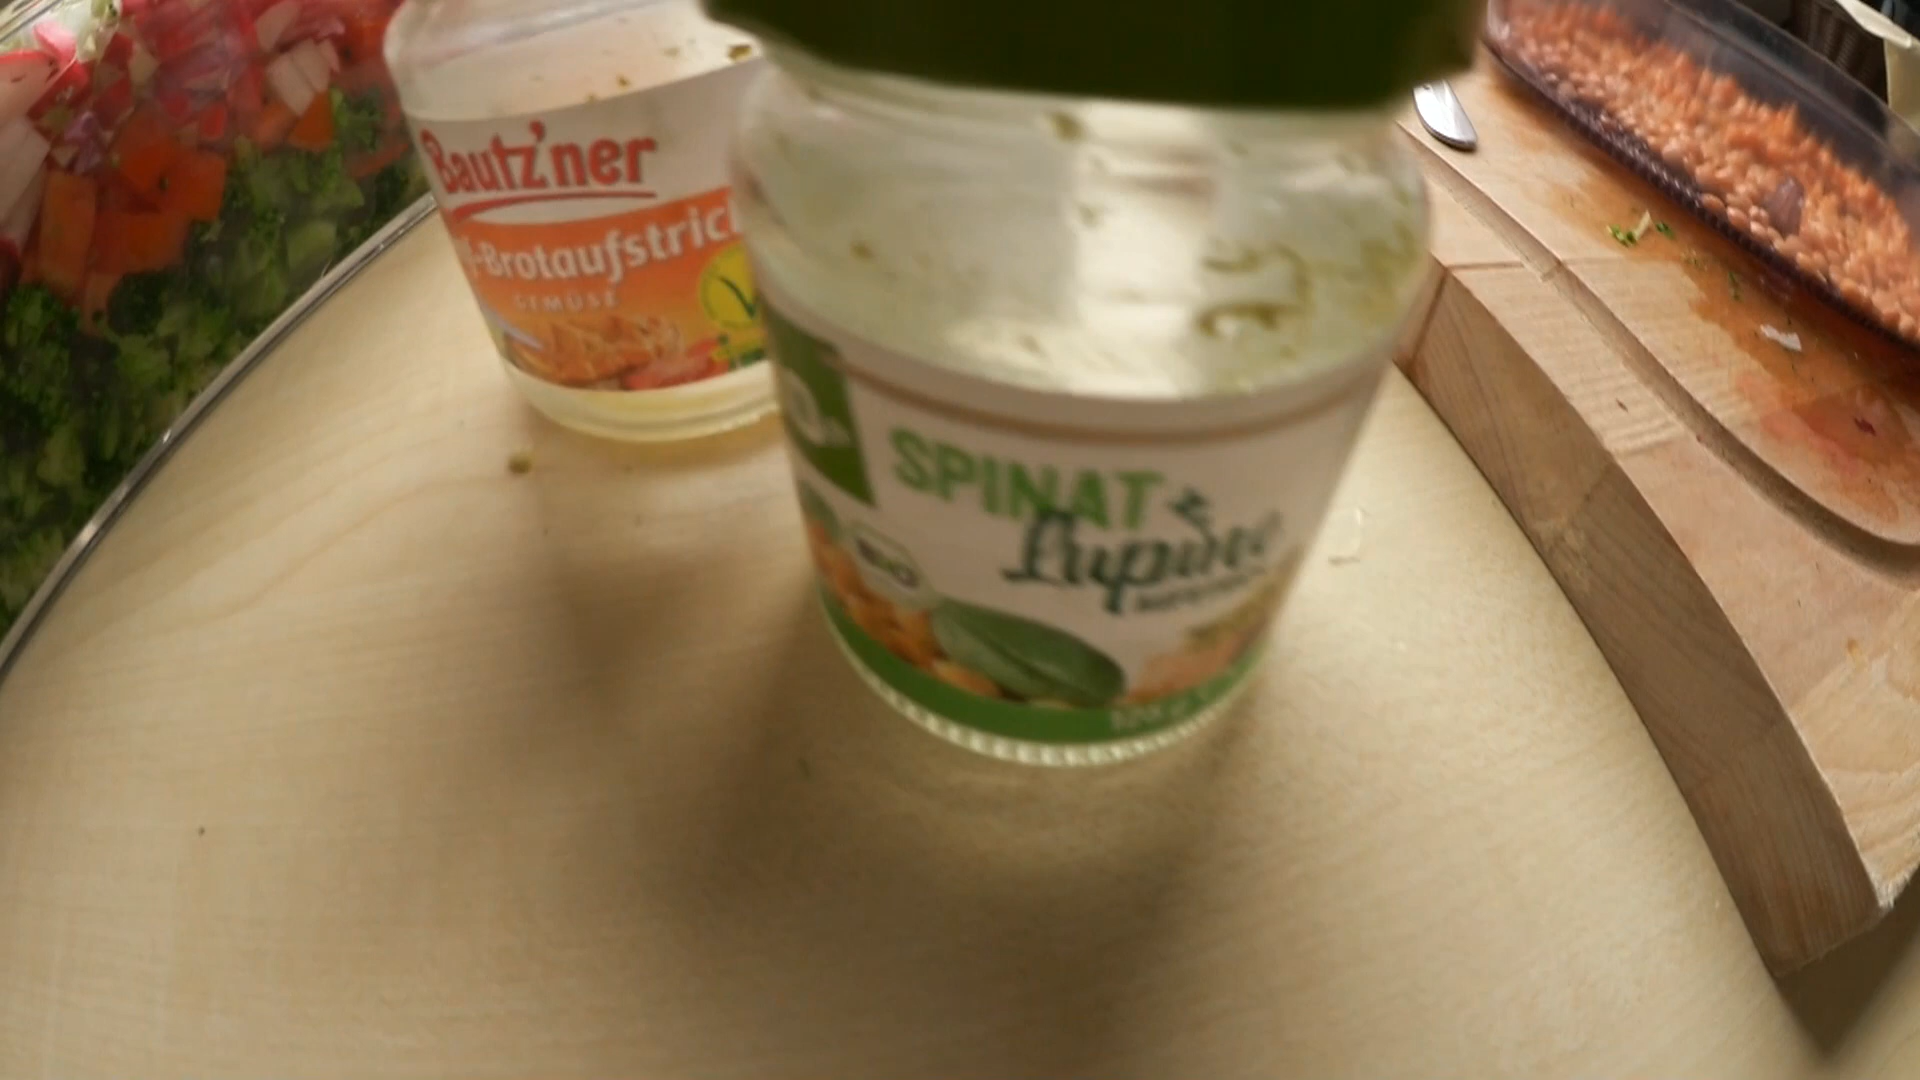 Bautz'ner
-Brotaufstrich
GEMÜSE
SPINAT &
Lupine
BIO